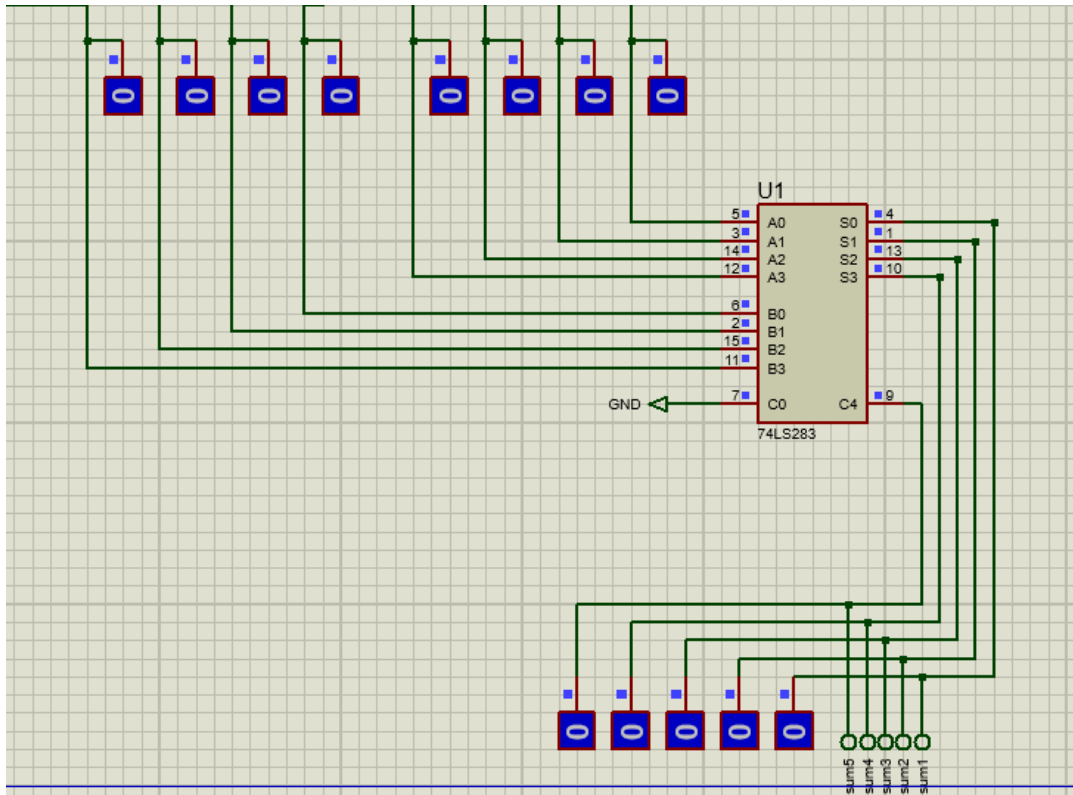 0 0 0 0 0 0 0 0
U1
5 A0 S0 4
3 A1 S1 1
14 A2 S2 13
12 A3 S3 10
6 B0
2 B1
15 B2
11 B3
GND 7 C0 C4 9
74LS283
0 0 0 0 0
sum5 sum4 sum3 sum2 sum1